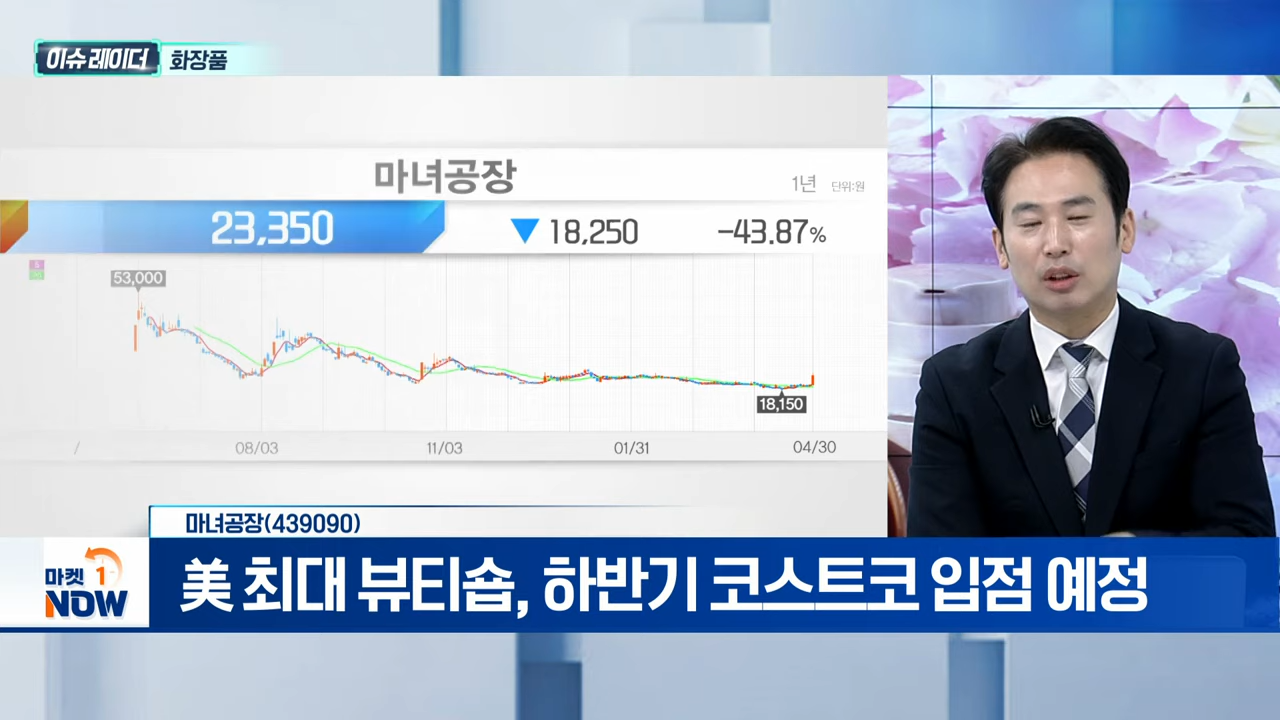 이슈 레이더 화장품
마녀공장
1년 단위:원
23,350 ▼ 18,250 -43.87%
53,000
18,150
/ 08/03 11/03 01/31 04/30
마녀공장(439090)
마켓 1
NOW
美 최대 뷰티숍, 하반기 코스트코 입점 예정